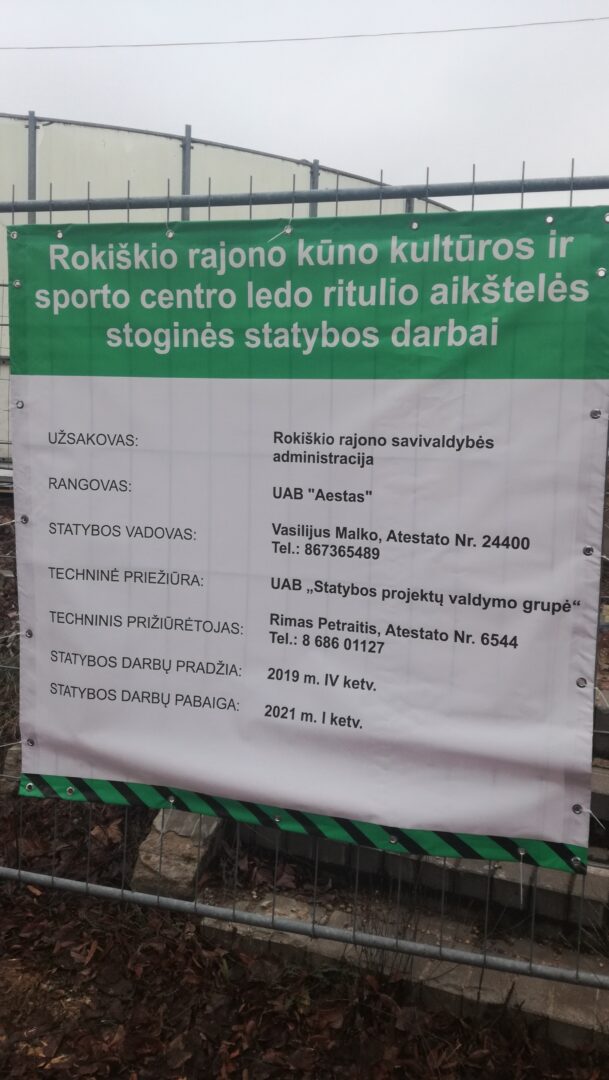 Rokiškio rajono kūno kultūros ir
sporto centro ledo ritulio aikštelės
stoginės statybos darbai
UŽSAKOVAS: Rokiškio rajono savivaldybės
administracija
RANGOVAS: UAB "Aestas"
STATYBOS VADOVAS: Vasilijus Malko, Atestato Nr. 24400
Tel.: 867365489
TECHNINĖ PRIEŽIŪRA: UAB „Statybos projektų valdymo grupė“
TECHNINIS PRIŽIŪRĖTOJAS: Rimas Petraitis, Atestato Nr. 6544
Tel.: 8 686 01127
STATYBOS DARBŲ PRADŽIA: 2019 m. IV ketv.
STATYBOS DARBŲ PABAIGA: 2021 m. I ketv.